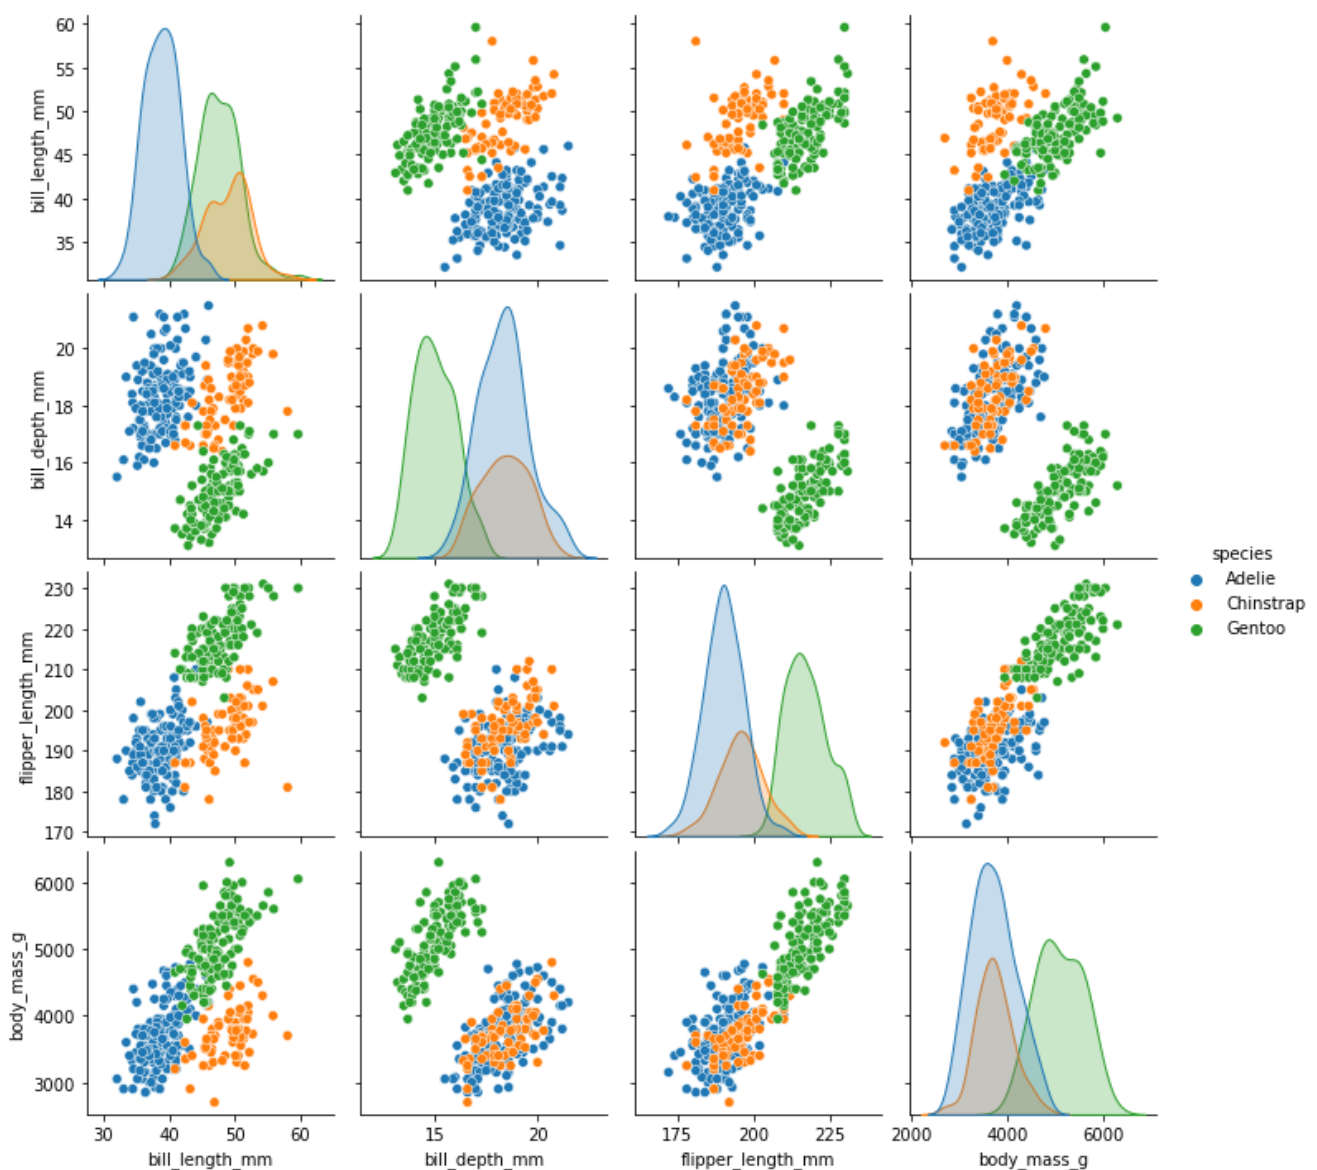 60
55
50
45
40
35
bill_length_mm
20
18
16
14
bill_depth_mm
230
220
210
200
190
180
170
flipper_length_mm
species
Adelie
Chinstrap
Gentoo
6000
5000
4000
3000
body_mass_g
30 40 50 60
15 20
175 200 225
2000 4000 6000
bill_length_mm
bill_depth_mm
flipper_length_mm
body_mass_g